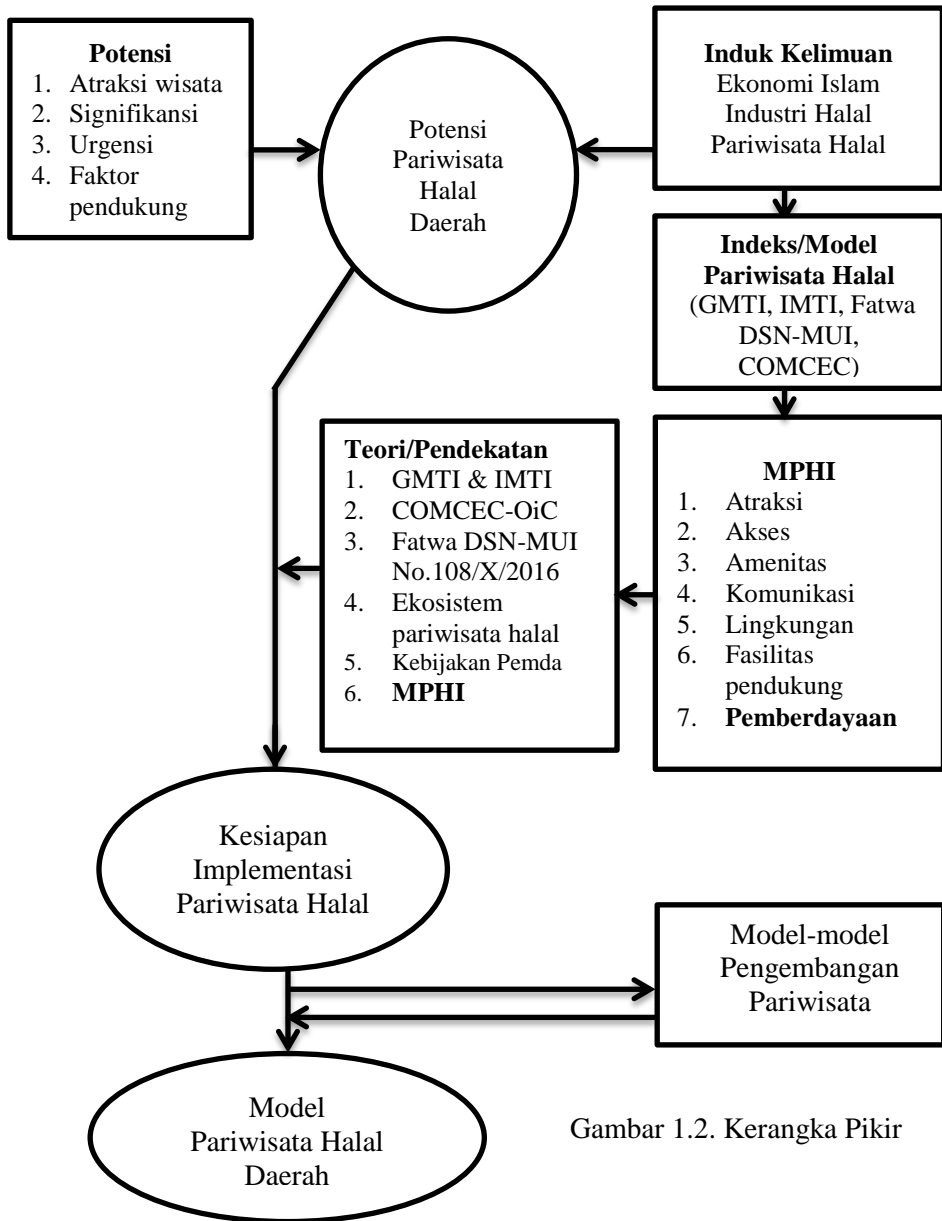 Potensi
1. Atraksi wisata
2. Signifikansi
3. Urgensi
4. Faktor
pendukung
Potensi
Pariwisata
Halal
Daerah
Induk Kelimuan
Ekonomi Islam
Industri Halal
Pariwisata Halal
Indeks/Model
Pariwisata Halal
(GMTI, IMTI, Fatwa
DSN-MUI,
COMCEC)
Teori/Pendekatan
1. GMTI & IMTI
2. COMCEC-OiC
3. Fatwa DSN-MUI
No.108/X/2016
4. Ekosistem
pariwisata halal
5. Kebijakan Pemda
6. MPHI
MPHI
1. Atraksi
2. Akses
3. Amenitas
4. Komunikasi
5. Lingkungan
6. Fasilitas
pendukung
7. Pemberdayaan
Kesiapan
Implementasi
Pariwisata Halal
Model-model
Pengembangan
Pariwisata
Model
Pariwisata Halal
Daerah
Gambar 1.2. Kerangka Pikir